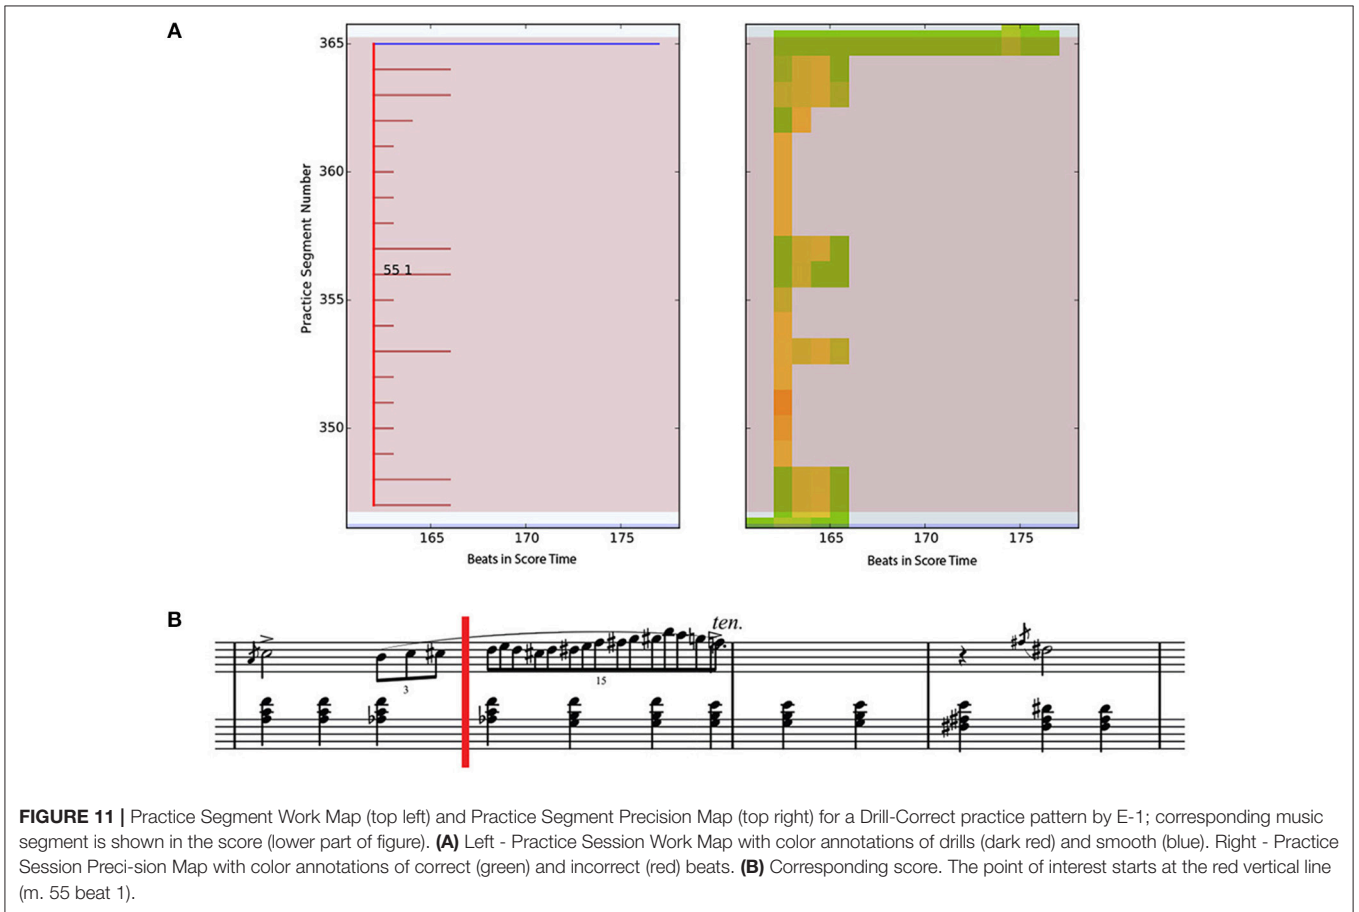 A
365
360
355
350
Practice Segment Number
55 1
165 170 175
Beats in Score Time
165 170 175
Beats in Score Time
B
ten.
3
15
FIGURE 11 | Practice Segment Work Map (top left) and Practice Segment Precision Map (top right) for a Drill-Correct practice pattern by E-1; corresponding music
segment is shown in the score (lower part of figure). (A) Left - Practice Session Work Map with color annotations of drills (dark red) and smooth (blue). Right - Practice
Session Preci-sion Map with color annotations of correct (green) and incorrect (red) beats. (B) Corresponding score. The point of interest starts at the red vertical line
(m. 55 beat 1).